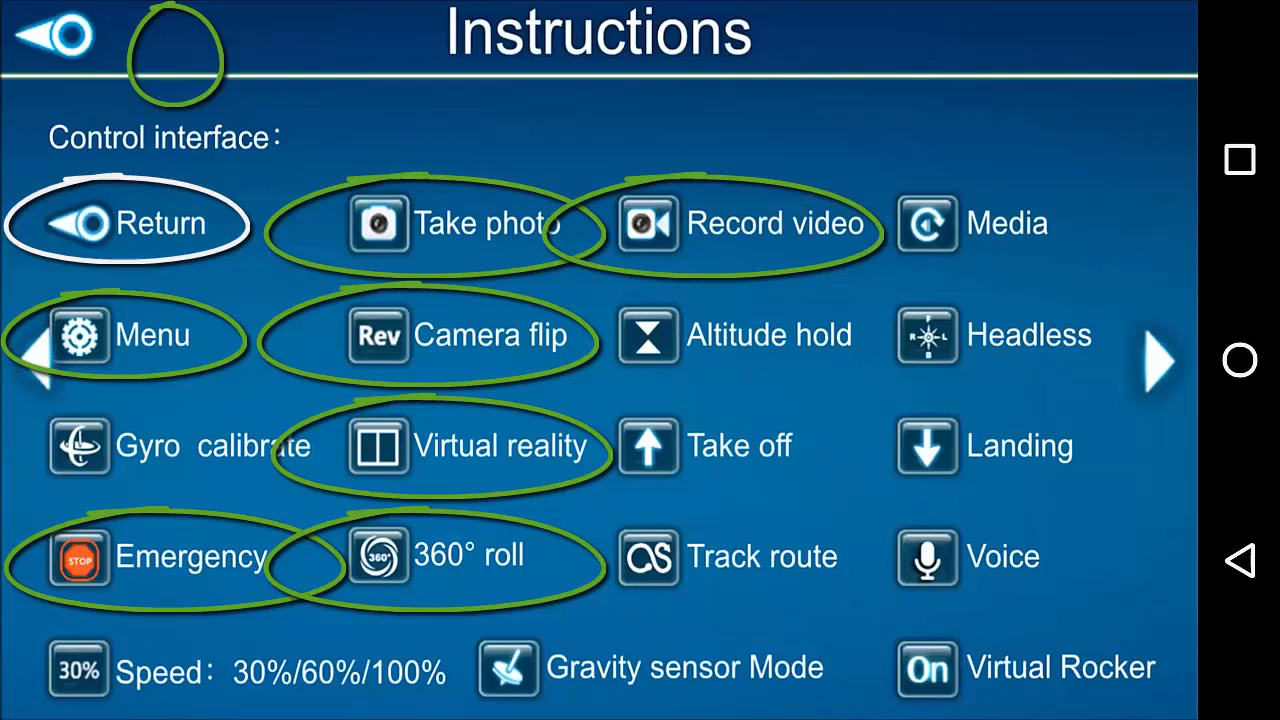 Instructions
Control interface:
Return Take photo Record video Media
Rev
Menu Camera flip Altitude hold Headless
F
R L
B
Gyro calibrate Virtual reality Take off Landing
STOP Emergency 360° 360° roll Track route Voice
30% Speed: 30%/60%/100% Gravity sensor Mode On Virtual Rocker